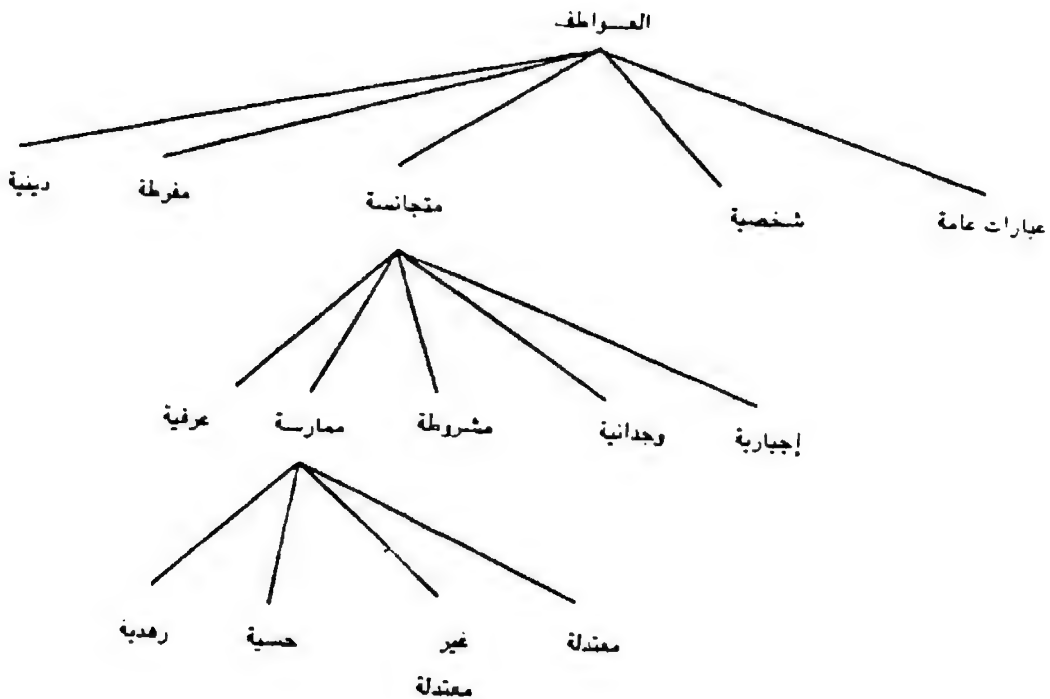 العواطف
عبارات عامة
شخصية
متجانسة
مفرطة
دينية
إجبارية
وجدانية
مشروطة
ممارسة
عرفية
معتدلة
غير
معتدلة
حسية
زهدية